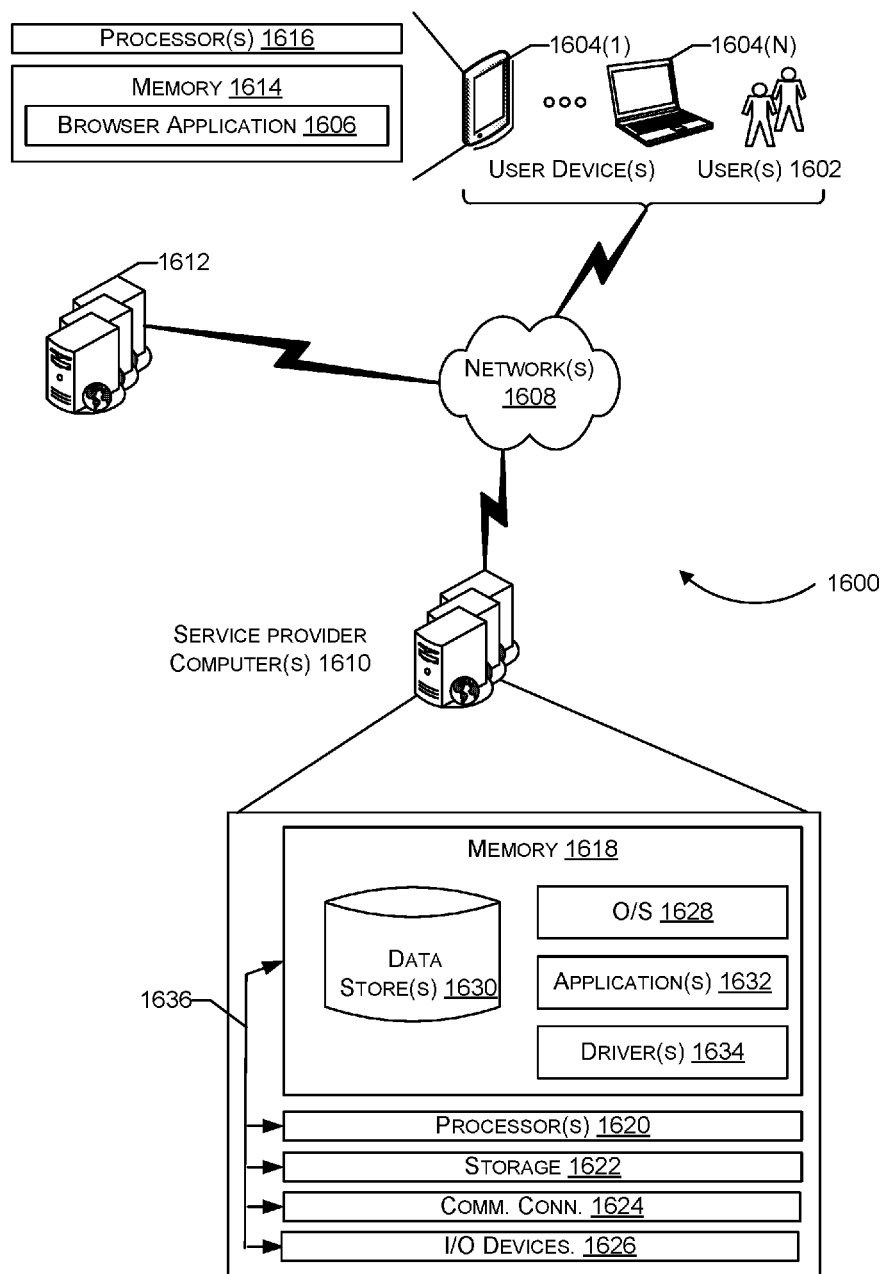 PROCESSOR(S) 1616
MEMORY 1614
BROWSER APPLICATION 1606
1604(1)
1604(N)
USER DEVICE(S)
USER(S) 1602
1612
NETWORK(S)
1608
1600
SERVICE PROVIDER
COMPUTER(S) 1610
MEMORY 1618
DATA
STORE(S) 1630
O/S 1628
APPLICATION(S) 1632
DRIVER(S) 1634
1636
PROCESSOR(S) 1620
STORAGE 1622
COMM. CONN. 1624
I/O DEVICES. 1626